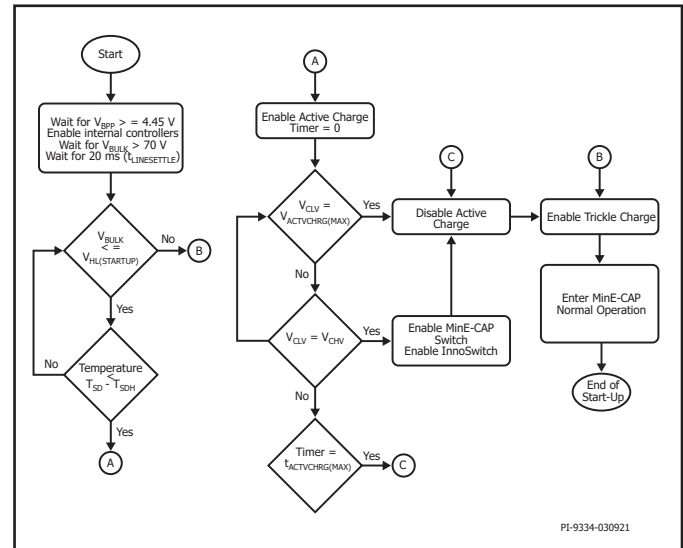 Start
Wait for V_BPP > = 4.45 V
Enable internal controllers
Wait for V_BULK > 70 V
Wait for 20 ms (t_LINESETTLE)
V_BULK
< =
V_HL(STARTUP)
No
B
Yes
No
Temperature
<
T_SD - T_SDH
Yes
A
A
Enable Active Charge
Timer = 0
V_CLV =
V_ACTVCHRG(MAX)
Yes
No
V_CLV = V_CHV
Yes
No
Timer =
t_ACTVCHRG(MAX)
Yes
C
C
Disable Active
Charge
Enable MinE-CAP
Switch
Enable InnoSwitch
B
Enable Trickle Charge
Enter MinE-CAP
Normal Operation
End of
Start-Up
PI-9334-030921